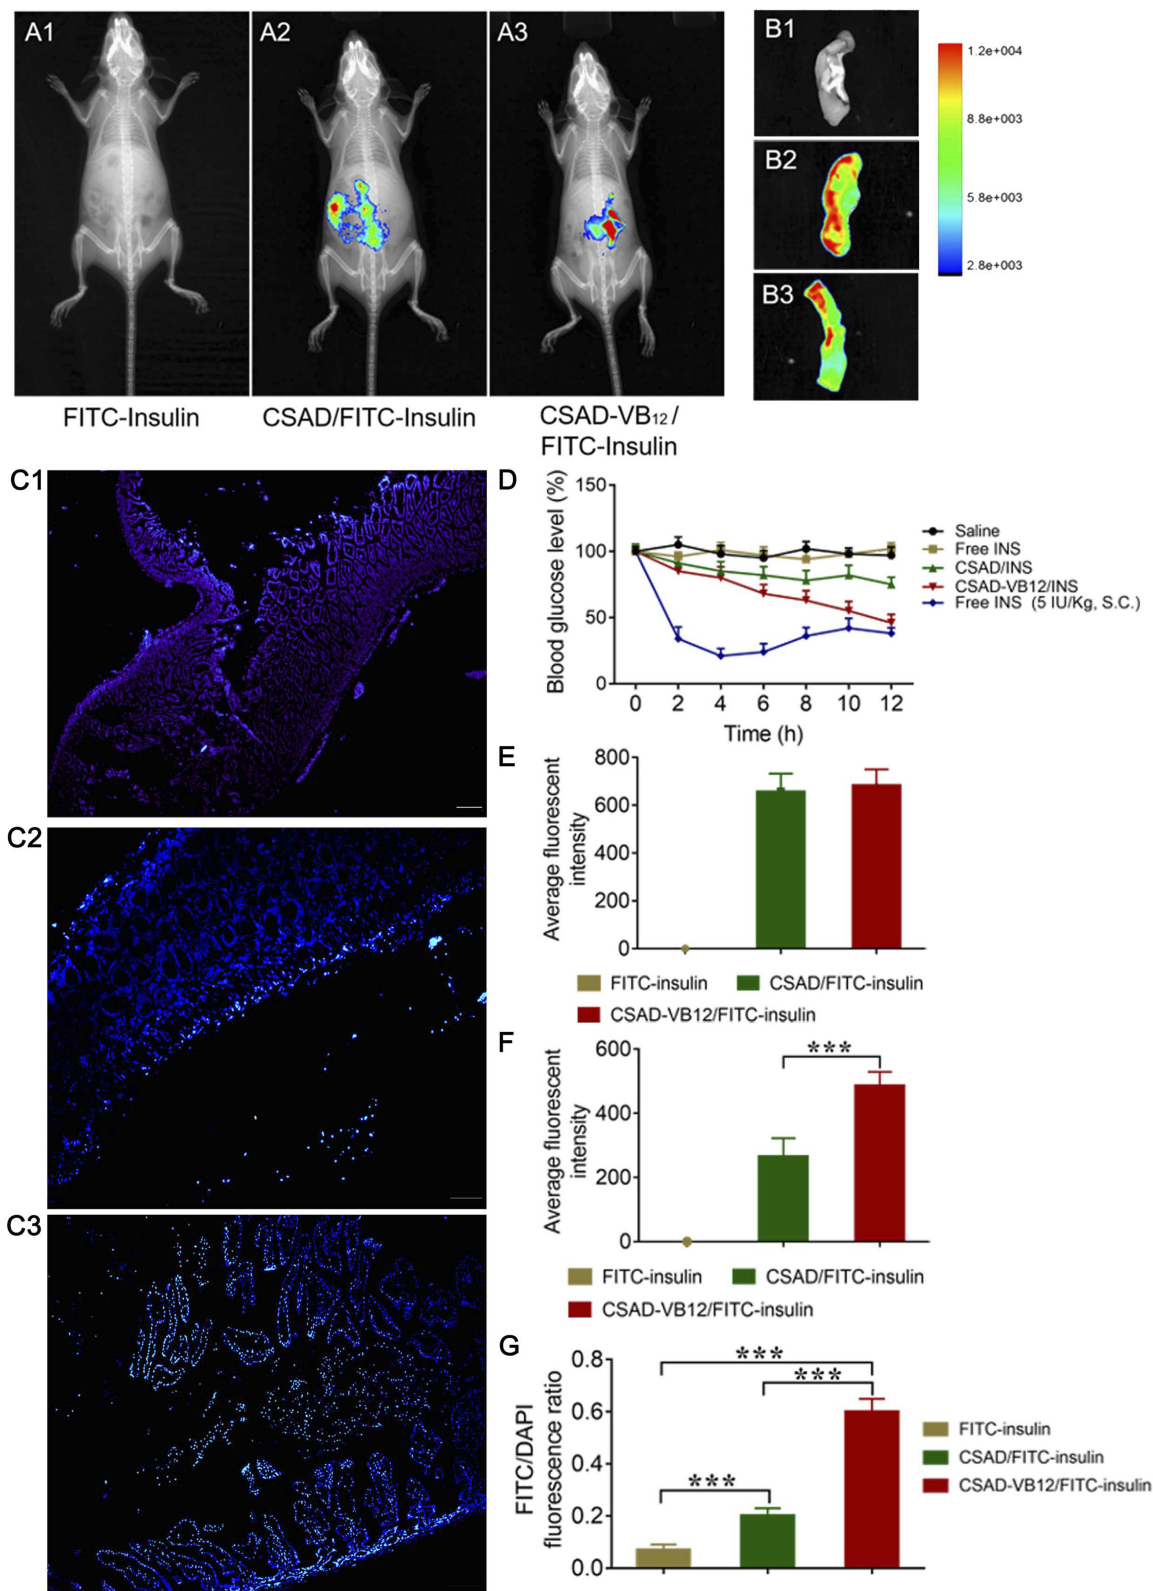 A1
A2
A3
B1
B2
B3
1.2e+004
8.8e+003
5.8e+003
2.8e+003
FITC-Insulin
CSAD/FITC-Insulin
CSAD-VB12 /
FITC-Insulin
C1
C2
C3
D
Blood glucose level (%)
150
100
50
0
0 2 4 6 8 10 12
Time (h)
Saline
Free INS
CSAD/INS
CSAD-VB12/INS
Free INS (5 IU/Kg, S.C.)
E
Average fluorescent
intensity
800
600
400
200
0
FITC-insulin
CSAD/FITC-insulin
CSAD-VB12/FITC-insulin
F
Average fluorescent
intensity
600
400
200
0
***
FITC-insulin
CSAD/FITC-insulin
CSAD-VB12/FITC-insulin
G
FITC/DAPI
fluorescence ratio
0.8
0.6
0.4
0.2
0.0
***
***
***
FITC-insulin
CSAD/FITC-insulin
CSAD-VB12/FITC-insulin